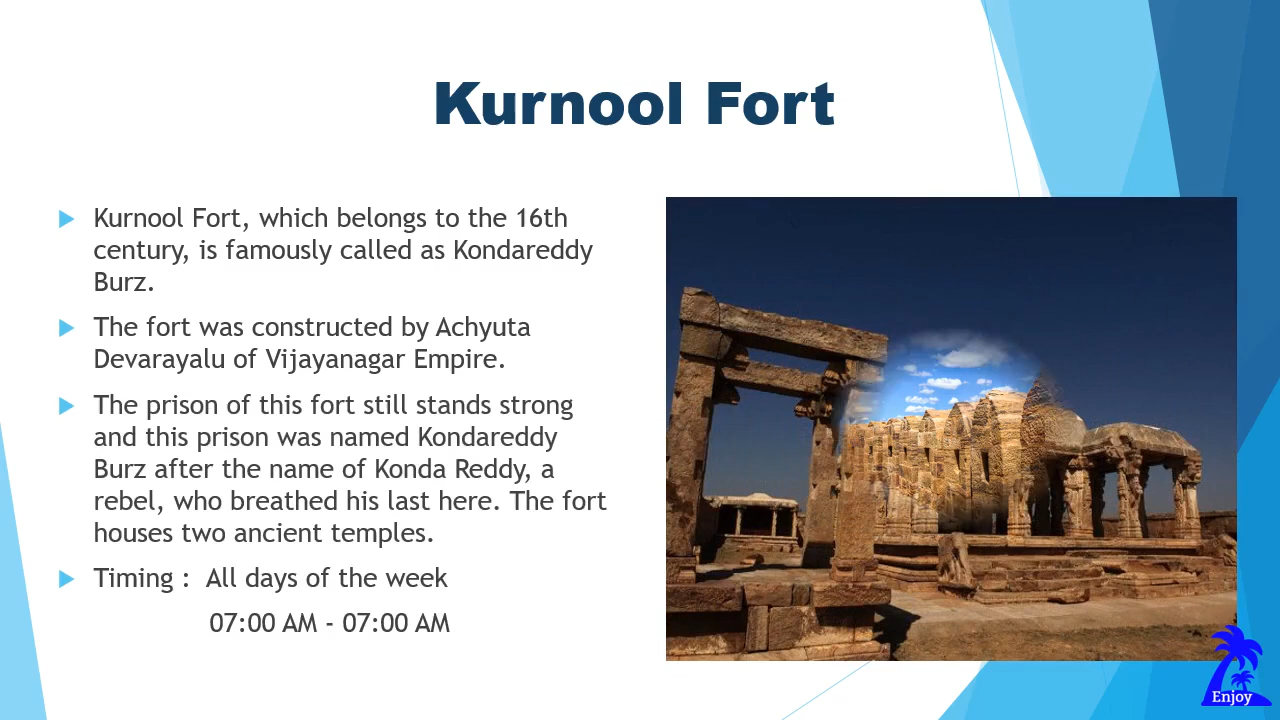 Kurnool Fort
Kurnool Fort, which belongs to the 16th
century, is famously called as Kondareddy
Burz.
The fort was constructed by Achyuta
Devarayalu of Vijayanagar Empire.
The prison of this fort still stands strong
and this prison was named Kondareddy
Burz after the name of Konda Reddy, a
rebel, who breathed his last here. The fort
houses two ancient temples.
Timing : All days of the week
07:00 AM - 07:00 AM
Enjoy